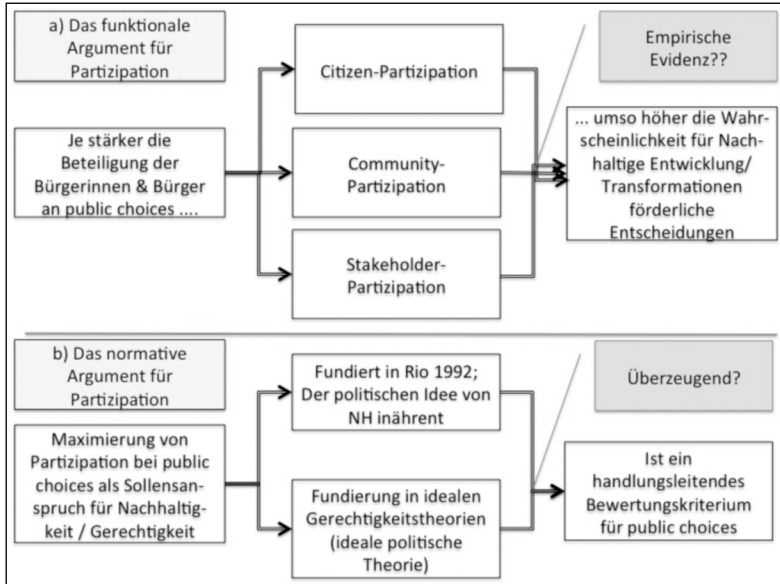 a) Das funktionale
Argument für
Partizipation
Je stärker die
Beteiligung der
Bürgerinnen & Bürger
an public choices ....
Citizen-Partizipation
Community-
Partizipation
Stakeholder-
Partizipation
Empirische
Evidenz??
... umso höher die Wahr-
scheinlichkeit für Nach-
haltige Entwicklung/
Transformationen
förderliche
Entscheidungen
b) Das normative
Argument für
Partizipation
Maximierung von
Partizipation bei public
choices als Sollensan-
spruch für Nachhaltig-
keit / Gerechtigkeit
Fundiert in Rio 1992;
Der politischen Idee von
NH inährent
Fundierung in idealen
Gerechtigkeitstheorien
(ideale politische
Theorie)
Überzeugend?
Ist ein
handlungsleitendes
Bewertungskriterium
für public choices